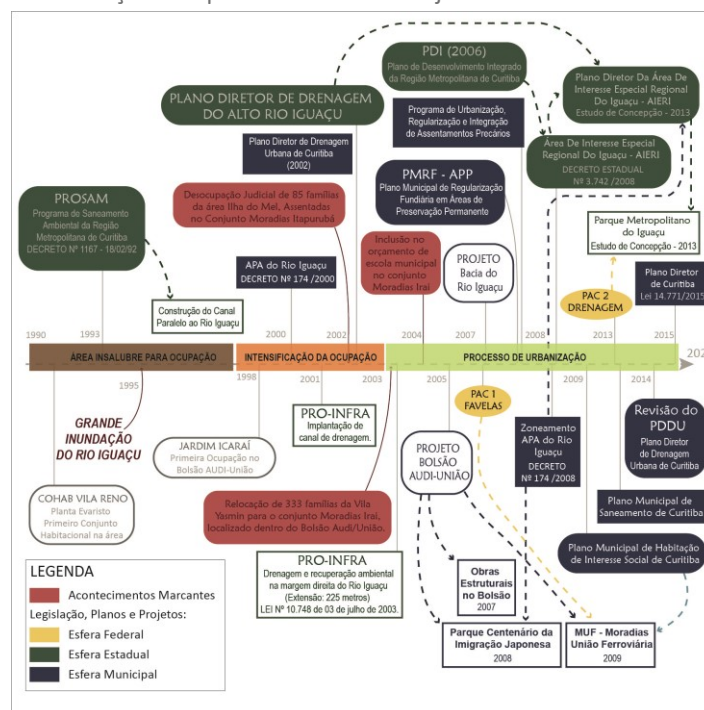 PROSAM
Programa de Saneamento
Ambiental da Região
Metropolitana de Curitiba
DECRETO Nº 1167 - 18/02/92
Construção do Canal
Paralelo ao Rio Iguaçu
PLANO DIRETOR DE DRENAGEM
DO ALTO RIO IGUAÇU
Plano Diretor de Drenagem
Urbana de Curitiba
(2002)
Desocupação Judicial de 85 famílias
da área Ilha do Mel, Assentadas
no Conjunto Moradias Itapurubá
APA do Rio Iguaçu
DECRETO Nº 174 /2000
PDI (2006)
Plano de Desenvolvimento Integrado
da Região Metropolitana de Curitiba
Programa de Urbanização,
Regularização e Integração
de Assentamentos Precários
PMRF - APP
Plano Municipal de Regularização
Fundiária em Áreas de
Preservação Permanente
Inclusão no
orçamento de
escola municipal
no conjunto
Moradias Iraí
PROJETO
Bacia do
Rio Iguaçu
Plano Diretor Da Área De
Interesse Especial Regional
Do Iguaçu - AIERI
Estudo de Concepção - 2013
Área De Interesse Especial
Regional Do Iguaçu - AIERI
DECRETO ESTADUAL
Nº 3.742 /2008
Parque Metropolitano
do Iguaçu
Estudo de Concepção - 2013
PAC 2
DRENAGEM
Plano Diretor
de Curitiba
Lei 14.771/2015
1990
1993
2000
2002
2004
2007
2008
2013
2015
ÁREA INSALUBRE PARA OCUPAÇÃO
INTENSIFICAÇÃO DA OCUPAÇÃO
PROCESSO DE URBANIZAÇÃO
1995
1998
2001
2003
2005
2009
2014
GRANDE
INUNDAÇÃO
DO RIO IGUAÇU
COHAB VILA RENO
Planta Evaristo
Primeiro Conjunto
Habitacional na área
JARDIM ICARAÍ
Primeira Ocupação no
Bolsão AUDI-União
PRO-INFRA
Implantação de
canal de drenagem.
Relocação de 333 famílias da Vila
Yasmin para o conjunto Moradias Iraí,
localizado dentro do Bolsão Audi/União.
PRO-INFRA
Drenagem e recuperação ambiental
na margem direita do Rio Iguaçu
(Extensão: 225 metros)
LEI Nº 10.748 de 03 de julho de 2003.
PAC 1
FAVELAS
PROJETO
BOLSÃO
AUDI-UNIÃO
Zoneamento
APA do Rio
Iguaçu
DECRETO
Nº 174 /2008
Revisão do
PDDU
Plano Diretor
de Drenagem
Urbana de Curitiba
Plano Municipal de
Saneamento de Curitiba
Plano Municipal de Habitação
de Interesse Social de Curitiba
Obras
Estruturais
no Bolsão
2007
Parque Centenário da
Imigração Japonesa
2008
MUF - Moradias
União Ferroviária
2009
LEGENDA
Acontecimentos Marcantes
Legislação, Planos e Projetos:
Esfera Federal
Esfera Estadual
Esfera Municipal